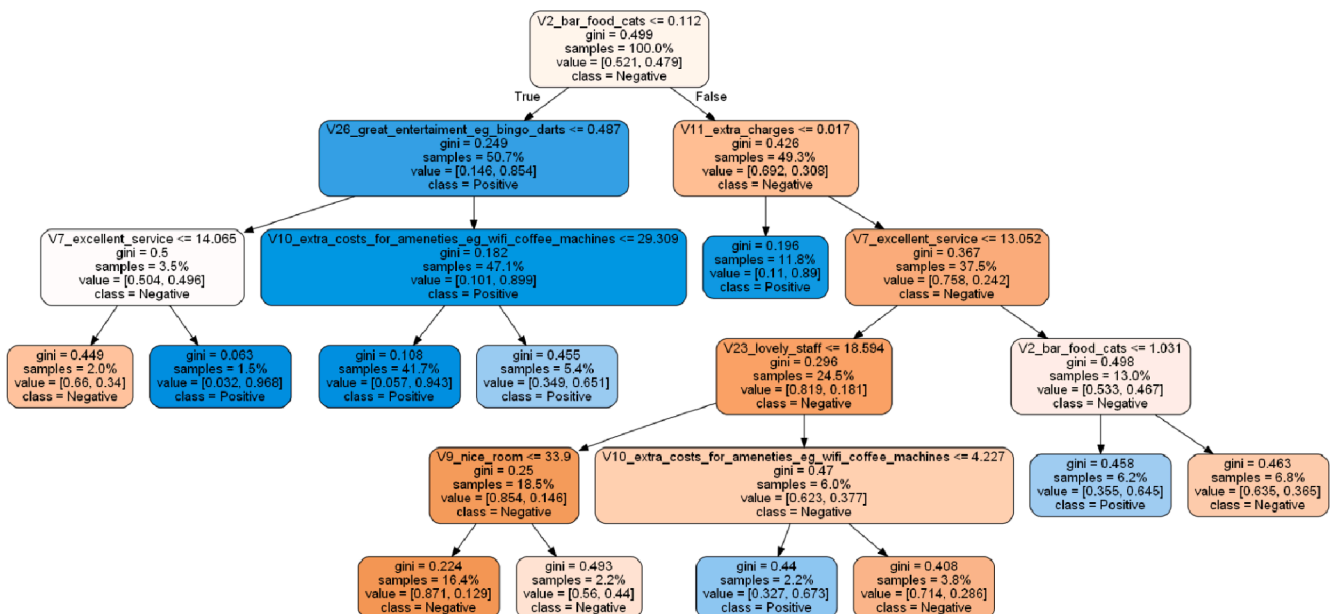 V2_bar_food_cats <= 0.112
gini = 0.499
samples = 100.0%
value = [0.521, 0.479]
class = Negative
True
False
V26_great_entertaiment_eg_bingo_darts <= 0.487
gini = 0.249
samples = 50.7%
value = [0.146, 0.854]
class = Positive
V11_extra_charges <= 0.017
gini = 0.426
samples = 49.3%
value = [0.692, 0.308]
class = Negative
V7_excellent_service <= 14.065
gini = 0.5
samples = 3.5%
value = [0.504, 0.496]
class = Negative
V10_extra_costs_for_ameneties_eg_wifi_coffee_machines <= 29.309
gini = 0.182
samples = 47.1%
value = [0.101, 0.899]
class = Positive
gini = 0.196
samples = 11.8%
value = [0.11, 0.89]
class = Positive
V7_excellent_service <= 13.052
gini = 0.367
samples = 37.5%
value = [0.758, 0.242]
class = Negative
gini = 0.449
samples = 2.0%
value = [0.66, 0.34]
class = Negative
gini = 0.063
samples = 1.5%
value = [0.032, 0.968]
class = Positive
gini = 0.108
samples = 41.7%
value = [0.057, 0.943]
class = Positive
gini = 0.455
samples = 5.4%
value = [0.349, 0.651]
class = Positive
V23_lovely_staff <= 18.594
gini = 0.296
samples = 24.5%
value = [0.819, 0.181]
class = Negative
V2_bar_food_cats <= 1.031
gini = 0.498
samples = 13.0%
value = [0.533, 0.467]
class = Negative
V9_nice_room <= 33.9
gini = 0.25
samples = 18.5%
value = [0.854, 0.146]
class = Negative
V10_extra_costs_for_ameneties_eg_wifi_coffee_machines <= 4.227
gini = 0.47
samples = 6.0%
value = [0.623, 0.377]
class = Negative
gini = 0.458
samples = 6.2%
value = [0.355, 0.645]
class = Positive
gini = 0.463
samples = 6.8%
value = [0.635, 0.365]
class = Negative
gini = 0.224
samples = 16.4%
value = [0.871, 0.129]
class = Negative
gini = 0.493
samples = 2.2%
value = [0.56, 0.44]
class = Negative
gini = 0.44
samples = 2.2%
value = [0.327, 0.673]
class = Positive
gini = 0.408
samples = 3.8%
value = [0.714, 0.286]
class = Negative